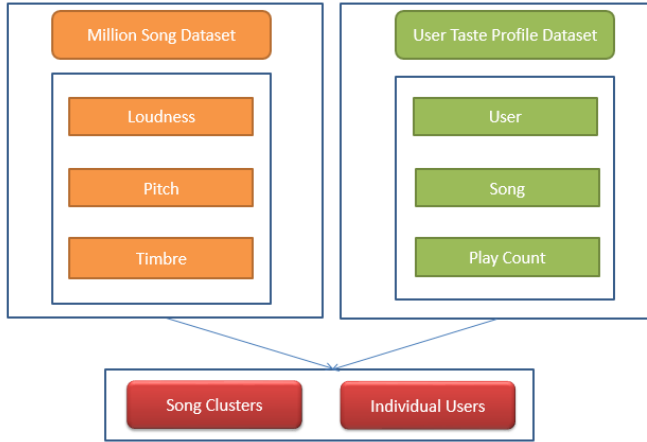 Million Song Dataset
Loudness
Pitch
Timbre
User Taste Profile Dataset
User
Song
Play Count
Song Clusters
Individual Users